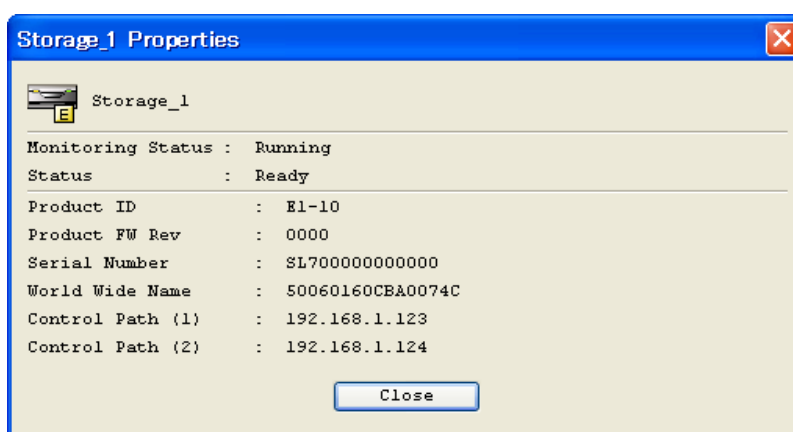 Storage_1 Properties
E
Storage_1
Monitoring Status : Running
Status : Ready
Product ID : E1-10
Product FW Rev : 0000
Serial Number : SL700000000000
World Wide Name : 50060160CBA0074C
Control Path (1) : 192.168.1.123
Control Path (2) : 192.168.1.124
Close